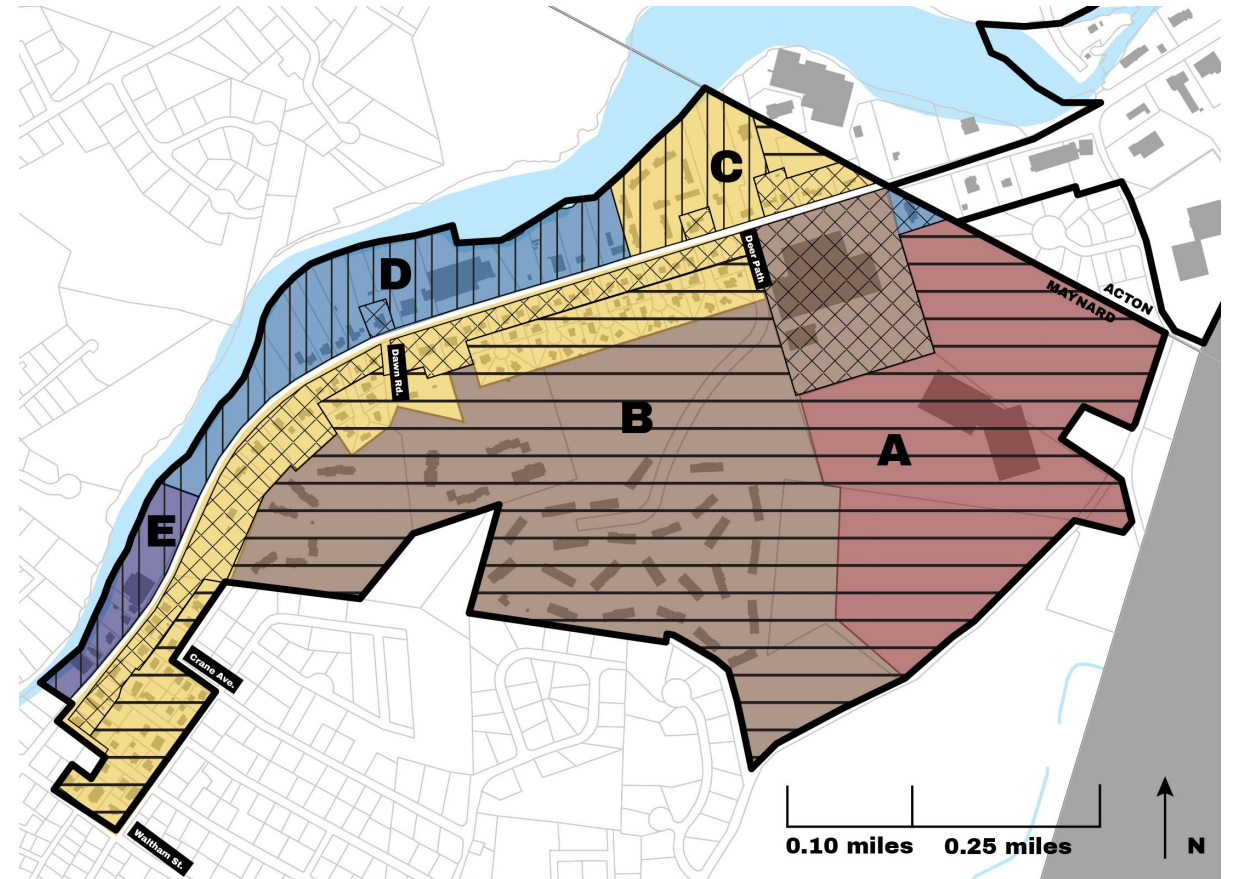 C
Deer Path
D
ACTON
MAYNARD
Dawn Rd.
B
A
E
Crane Ave.
Waltham St.
0.10 miles
0.25 miles
N